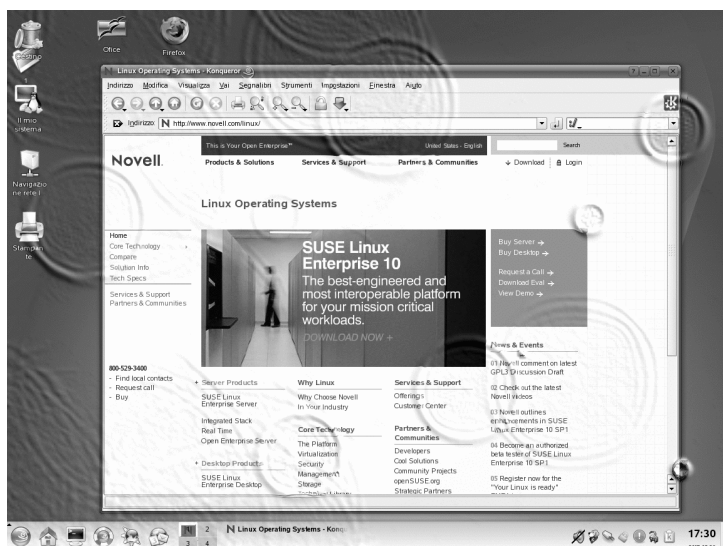 Cestino
Ofice
Firefox
Il mio
sistema
Navigazio
ne rete l
Stampan
te
N Linux Operating Systems - Konqueror
Indirizzo Modifica Visualizza Vai Segnalibri Strumenti Impostazioni Einestra Aiuto
Indirizzo: N http://www.novell.com/linux/
This is Your Open Enterprise™ United States - English Search
Novell.
Products & Solutions Services & Support Partners & Communities Download Login
Linux Operating Systems
Home
Core Technology
Compare
Solution Info
Tech Specs
Services & Support
Partners & Communities
SUSE Linux
Enterprise 10
The best-engineered and
most interoperable platform
for your mission critical
workloads.
DOWNLOAD NOW +
Buy Server →
Buy Desktop →
Request a Call →
Download Eval →
View Demo →
800-529-3400
- Find local contacts
- Request call
- Buy
+ Server Products
SUSE Linux
Enterprise Server
Integrated Stack
Real Time
Open Enterprise Server
+ Desktop Products
SUSE Linux
Enterprise Desktop
Why Linux
Why Choose Novell
In Your Industry
Core Technology
The Platform
Virtualization
Security
Management
Storage
Technical Library
Services & Support
Offerings
Customer Center
Partners &
Communities
Developers
Cool Solutions
Community Projects
openSUSE.org
Strategic Partners
News & Events
01 Novell comment on latest
GPL3 Discussion Draft
02 Check out the latest
Novell videos
03 Novell outlines
enhancements in SUSE
Linux Enterprise 10 SP1
04 Become an authorized
beta tester of SUSE Linux
Enterprise 10 SP1
05 Register now for the
"Your Linux is ready"
2
3 4
N Linux Operating Systems - Konq
17:30